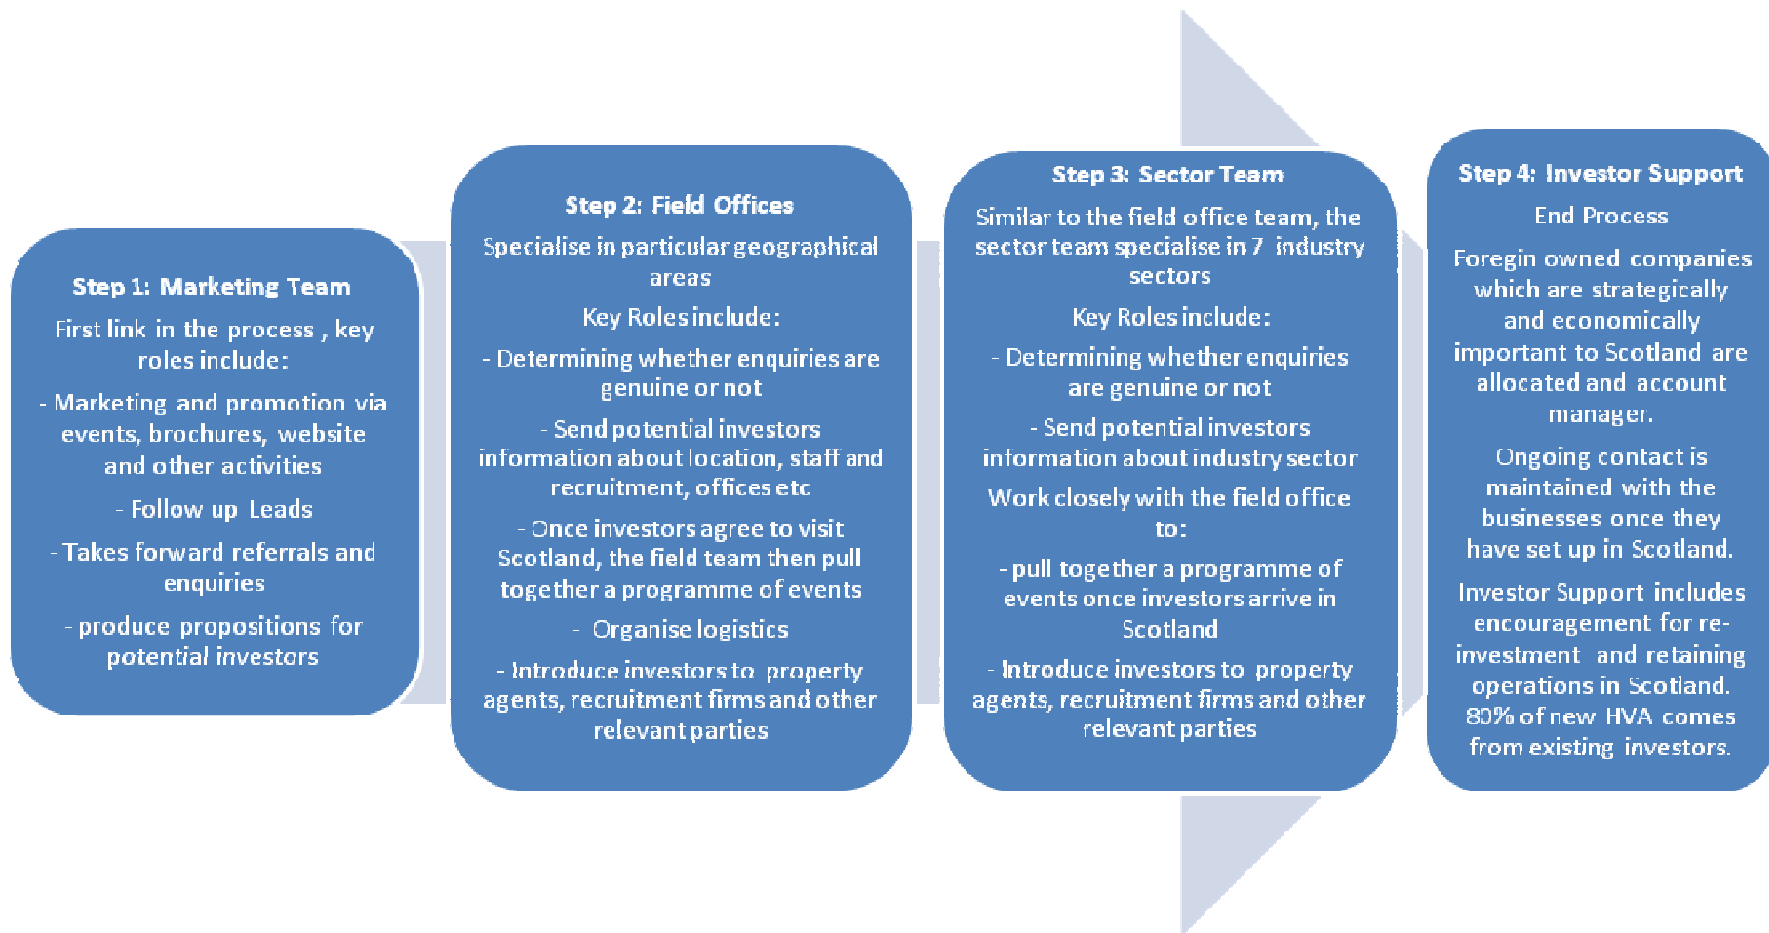 Step 1: Marketing Team
First link in the process , key
roles include:
- Marketing and promotion via
events, brochures, website
and other activities
- Follow up Leads
- Takes forward referrals and
enquiries
- produce propositions for
potential investors
Step 2: Field Offices
Specialise in particular geographical
areas
Key Roles include:
- Determining whether enquiries are
genuine or not
- Send potential investors
information about location, staff and
recruitment, offices etc
- Once investors agree to visit
Scotland, the field team then pull
together a programme of events
- Organise logistics
- Introduce investors to property
agents, recruitment firms and other
relevant parties
Step 3: Sector Team
Similar to the field office team, the
sector team specialise in 7 industry
sectors
Key Roles include:
- Determining whether enquiries
are genuine or not
- Send potential investors
information about industry sector
Work closely with the field office
to:
- pull together a programme of
events once investors arrive in
Scotland
- Introduce investors to property
agents, recruitment firms and other
relevant parties
Step 4: Investor Support
End Process
Foregin owned companies
which are strategically
and economically
important to Scotland are
allocated and account
manager.
Ongoing contact is
maintained with the
businesses once they
have set up in Scotland.
Investor Support includes
encouragement for re-
investment and retaining
operations in Scotland.
80% of new HVA comes
from existing investors.